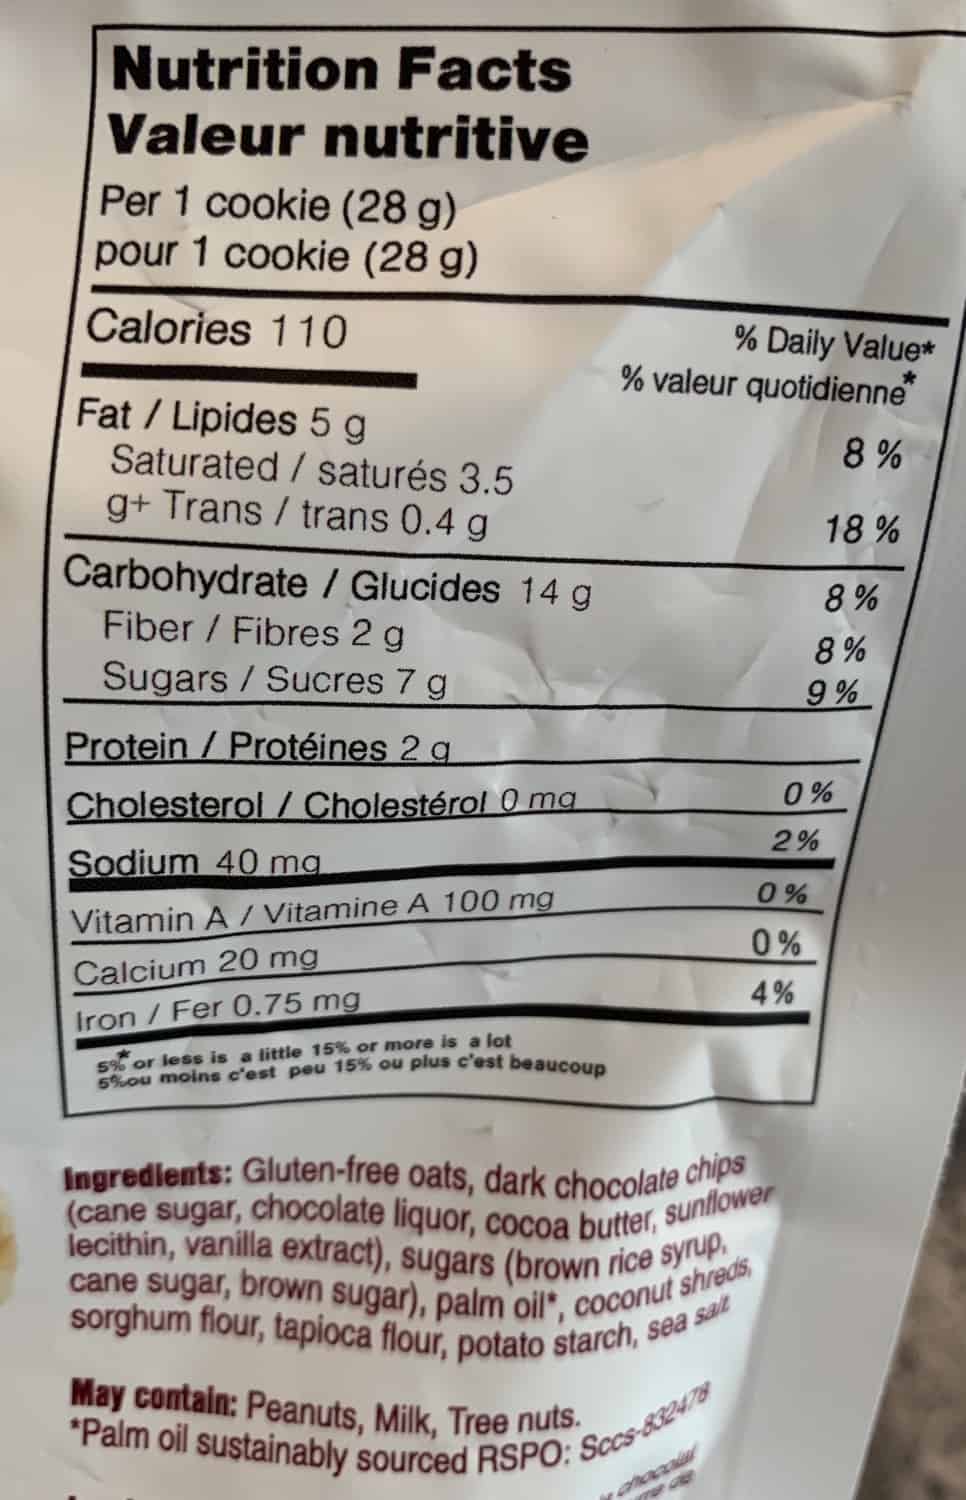 Nutrition Facts
Valeur nutritive
Per 1 cookie (28 g)
pour 1 cookie (28 g)
Calories 110
% Daily Value*
% valeur quotidienne*
Fat / Lipides 5 g 8 %
Saturated / saturés 3.5
g+ Trans / trans 0.4 g 18 %
Carbohydrate / Glucides 14 g 8 %
Fiber / Fibres 2 g 8 %
Sugars / Sucres 7 g 9 %
Protein / Protéines 2 g
Cholesterol / Cholestérol 0 mg 0 %
Sodium 40 mg 2 %
Vitamin A / Vitamine A 100 mg 0 %
Calcium 20 mg 0 %
Iron / Fer 0.75 mg 4 %
*5% or less is a little 15% or more is a lot
5%ou moins c'est peu 15% ou plus c'est beaucoup
Ingredients: Gluten-free oats, dark chocolate chips
(cane sugar, chocolate liquor, cocoa butter, sunflower
lecithin, vanilla extract), sugars (brown rice syrup,
cane sugar, brown sugar), palm oil*, coconut shreds,
sorghum flour, tapioca flour, potato starch, sea salt
May contain: Peanuts, Milk, Tree nuts.
*Palm oil sustainably sourced RSPO: Sccs-832478
chocolat
de